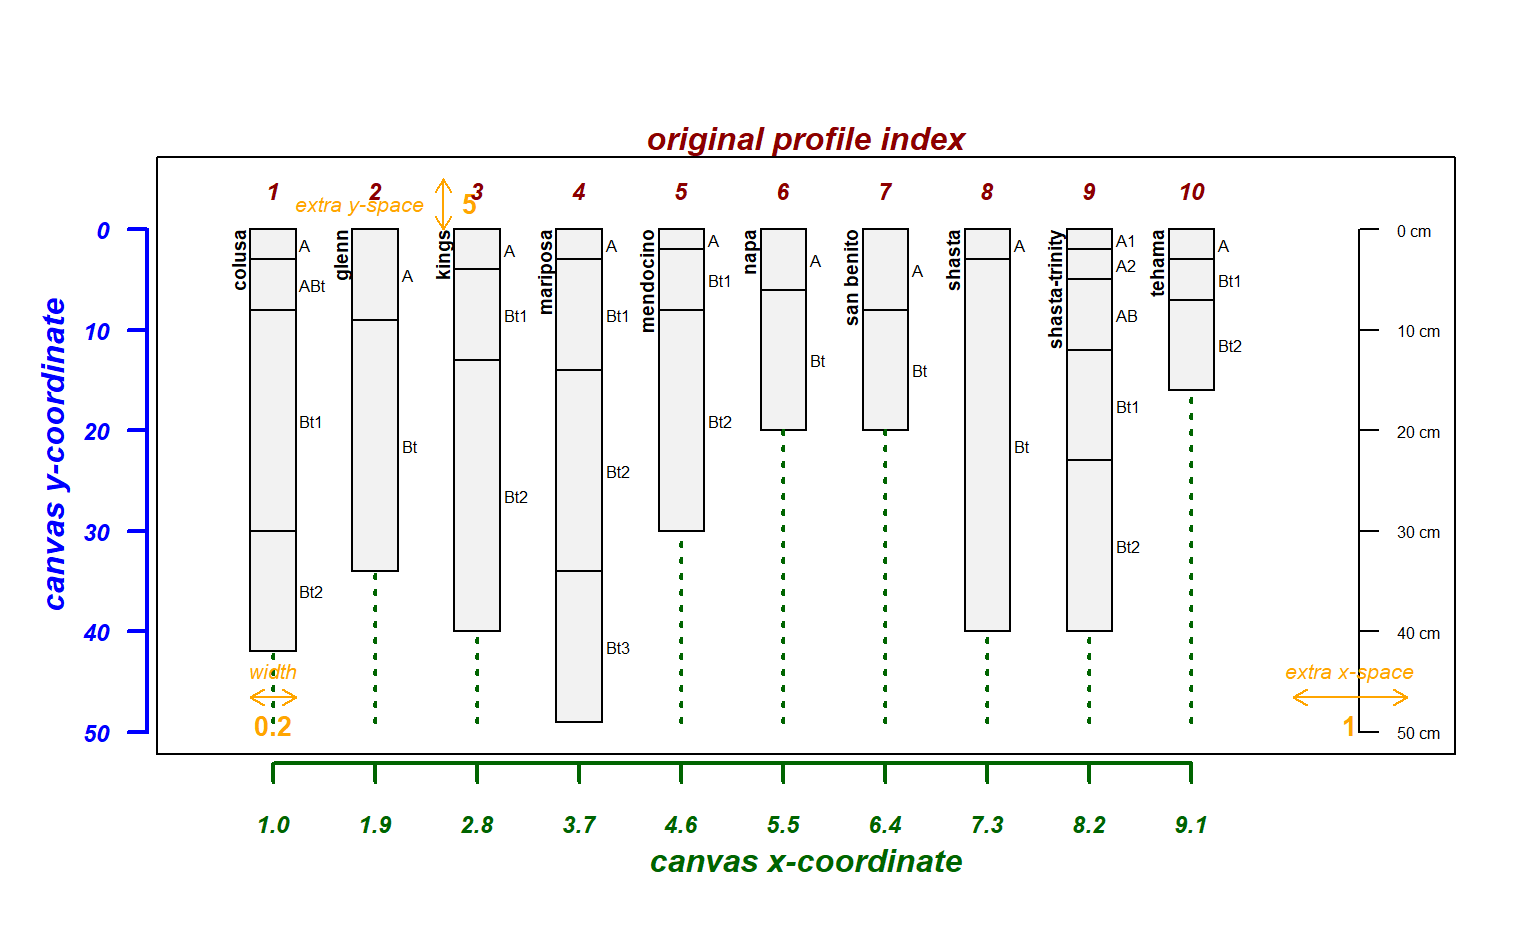 original profile index
1 2 3 4 5 6 7 8 9 10
extra y-space 5
canvas y-coordinate
0
10
20
30
40
50
colusa
A
ABt
Bt1
Bt2
glenn
A
Bt
kings
A
Bt1
Bt2
mariposa
A
Bt1
Bt2
Bt3
mendocino
A
Bt1
Bt2
napa
A
Bt
san benito
A
Bt
shasta
A
Bt
shasta-trinity
A1
A2
AB
Bt1
Bt2
tehama
A
Bt1
Bt2
0 cm
10 cm
20 cm
30 cm
40 cm
50 cm
width
0.2
extra x-space
1
1.0 1.9 2.8 3.7 4.6 5.5 6.4 7.3 8.2 9.1
canvas x-coordinate